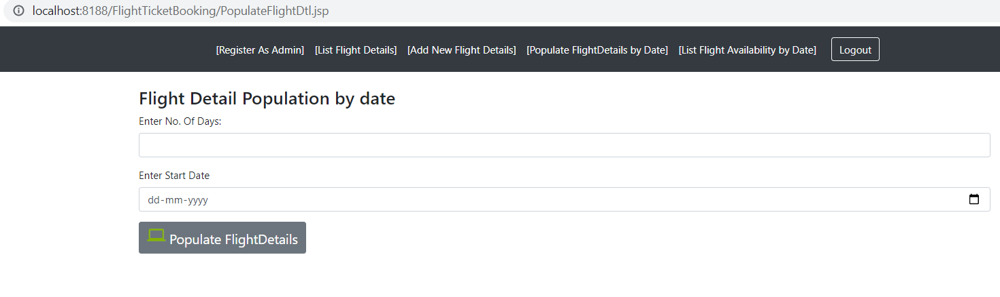 localhost:8188/FlightTicketBooking/PopulateFlightDtl.jsp
[Register As Admin] [List Flight Details] [Add New Flight Details] [Populate FlightDetails by Date] [List Flight Availability by Date] Logout
Flight Detail Population by date
Enter No. Of Days:
Enter Start Date
dd-mm-yyyy
Populate FlightDetails